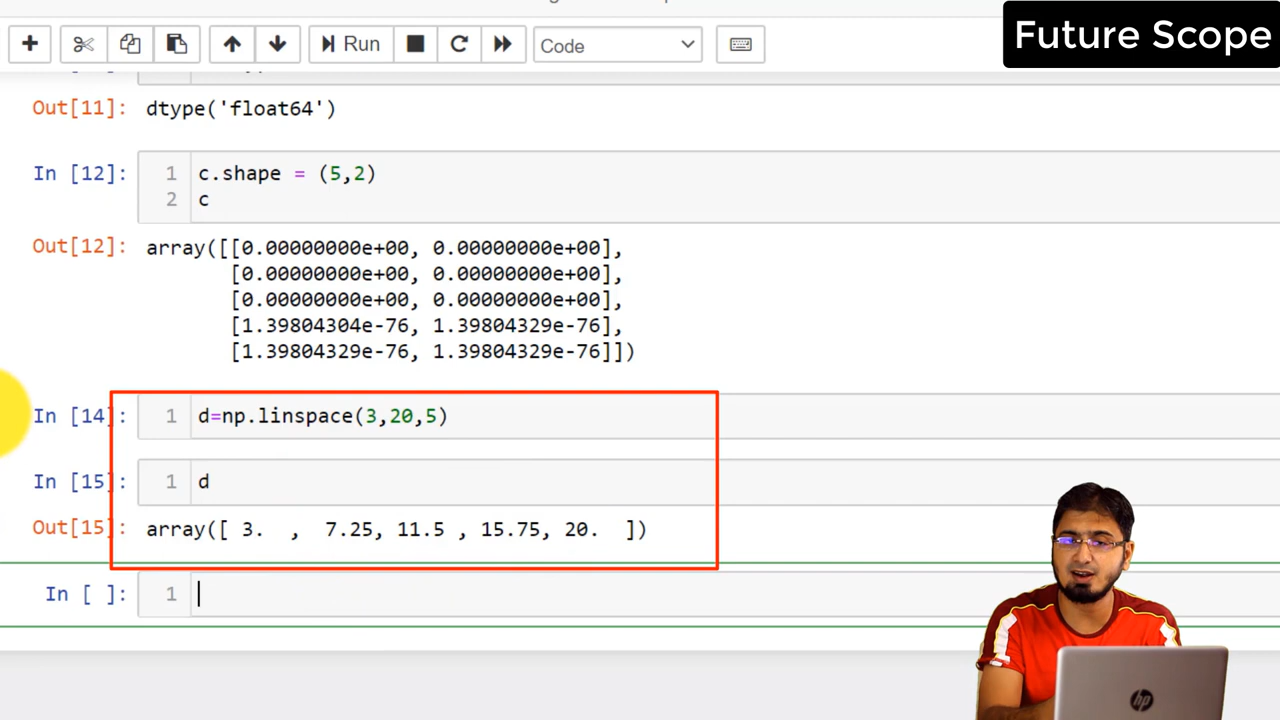 Future Scope
Run
Code
Out[11]: dtype('float64')
In [12]: 1 c.shape = (5,2)
2 c
Out[12]: array([[0.00000000e+00, 0.00000000e+00],
[0.00000000e+00, 0.00000000e+00],
[0.00000000e+00, 0.00000000e+00],
[1.39804304e-76, 1.39804329e-76],
[1.39804329e-76, 1.39804329e-76]])
In [14]: 1 d=np.linspace(3,20,5)
In [15]: 1 d
Out[15]: array([ 3.  ,  7.25, 11.5 , 15.75, 20.  ])
In [ ]: 1
hp